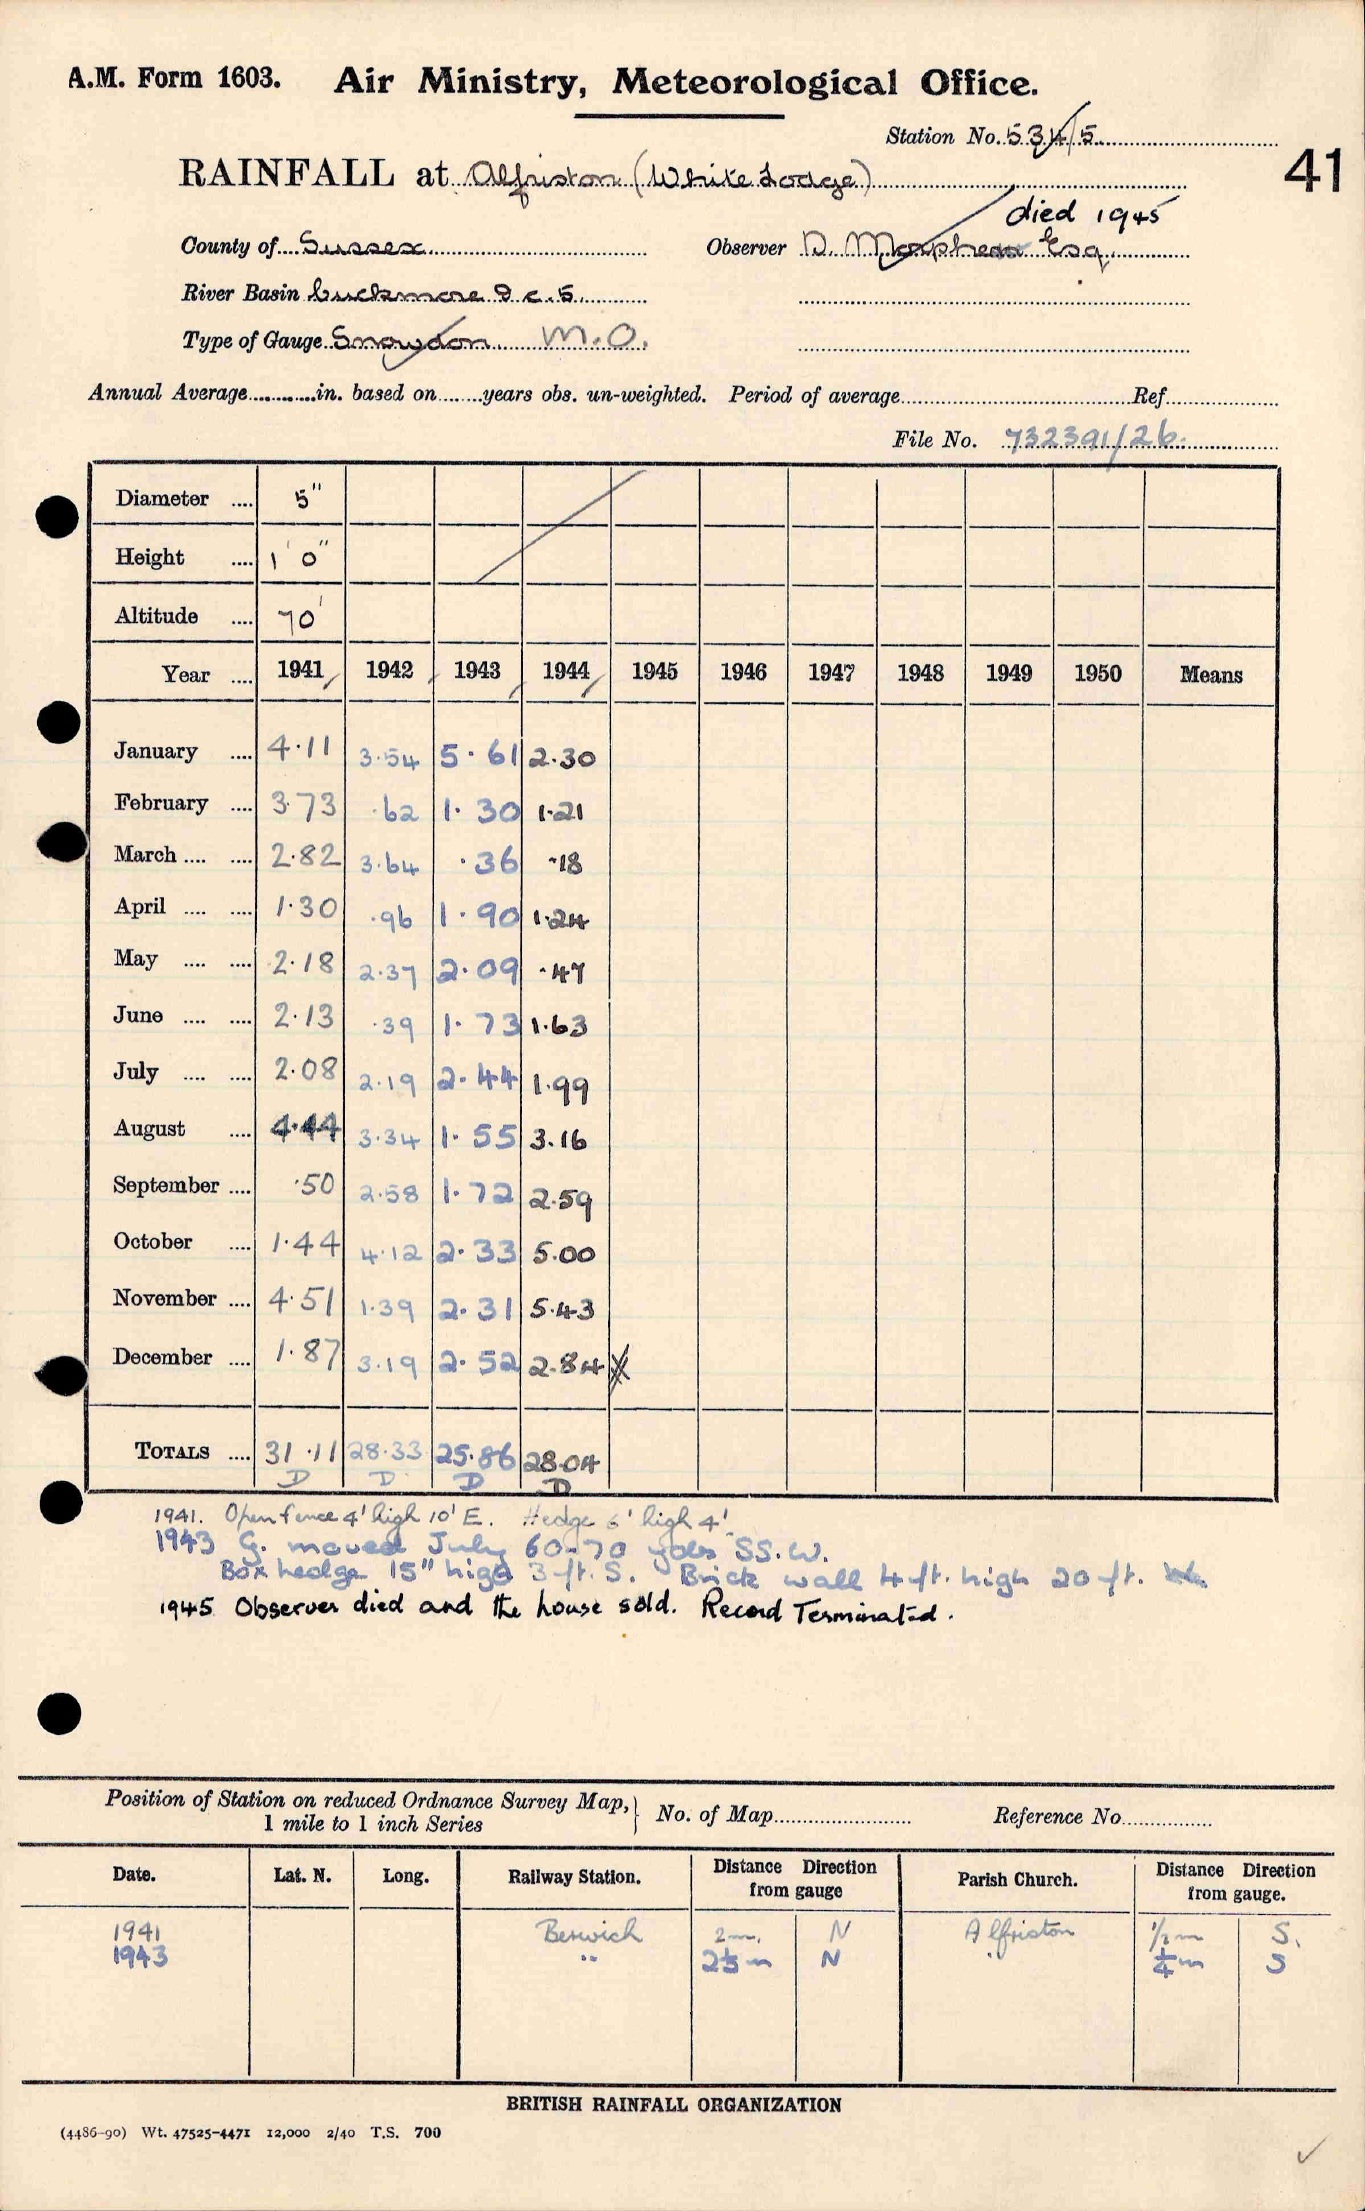 A.M. Form 1603. Air Ministry, Meteorological Office.
Station No. 534/5
41
RAINFALL at Alfriston (White Lodge)
died 1945
County of Sussex Observer D. Esq.
River Basin Cuckmere D c. 5.
Type of Gauge Snowdon M.O.
Annual Average............in. based on........years obs. un-weighted. Period of average............Ref............
File No. 732391/26.
Diameter .... 5"
Height .... 1' 0"
Altitude .... 70'
Year .... 1941 1942 1943 1944 1945 1946 1947 1948 1949 1950 Means
January .... 4·11 3·54 5·61 2.30
February .... 3·73 ·62 1·30 1·21
March .... .... 2·82 3·64 ·36 ·18
April .... .... 1·30 ·96 1·90 1·24
May .... .... 2·18 2·37 2·09 ·47
June .... .... 2·13 ·39 1·73 1·63
July .... .... 2·08 2·19 2·44 1·99
August .... 4·44 3·34 1·55 3.16
September .... ·50 2·58 1·72 2·59
October .... 1·44 4·12 2·33 5·00
November .... 4·51 1·39 2·31 5·43
December .... 1·87 3·19 2·52 2·84
TOTALS .... 31·11 28·33 25·86 28·04
D D D D
1941. Open fence 4' high 10' E. Hedge 6' high 4'
1943 G. moved July 60-70 yds SS.W.
Box hedge 15" high 3 ft. S. Brick wall 4 ft. high 20 ft.
1945 Observer died and the house sold. Record Terminated.
Position of Station on reduced Ordnance Survey Map, 1 mile to 1 inch Series } No. of Map............ Reference No............
Date. Lat. N. Long. Railway Station. Distance Direction from gauge Parish Church. Distance Direction from gauge.
1941 Berwick 2 m. N Alfriston ½ m S.
1943 " N " ¼ m S
BRITISH RAINFALL ORGANIZATION
(4486-90) Wt. 47525-4471 12,000 2/40 T.S. 700